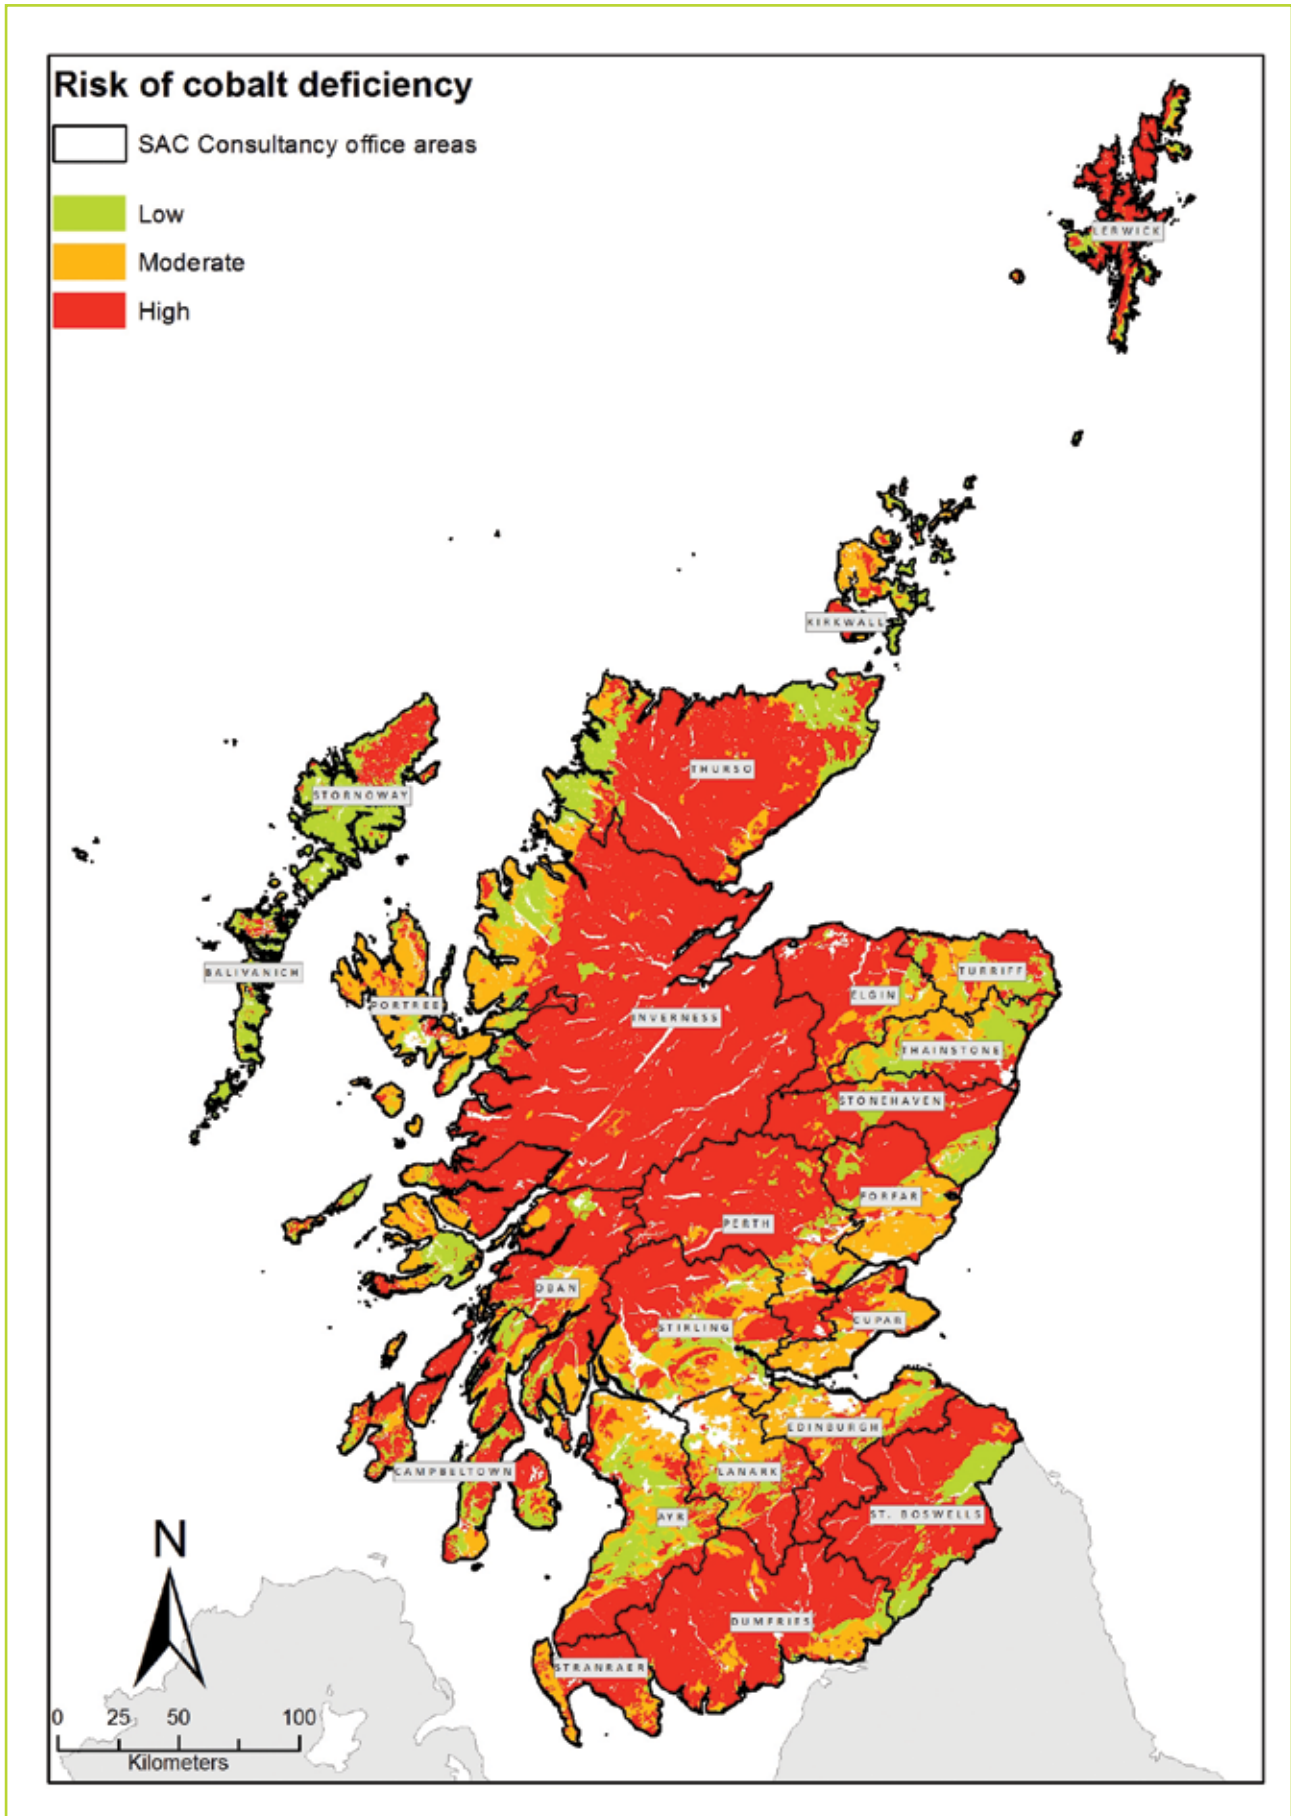 Risk of cobalt deficiency
SAC Consultancy office areas
Low
Moderate
High
LERWICK
KIRKWALL
THURSO
STORNOWAY
BALIVANICH
PORTREE
TURRIFF
ELGIN
INVERNESS
THAINSTONE
STONEHAVEN
FORFAR
PERTH
OBAN
CUPAR
STIRLING
EDINBURGH
CAMPBELTOWN
LANARK
AYR
ST. BOSWELLS
DUMFRIES
STRANRAER
N
0 25 50 100
Kilometers